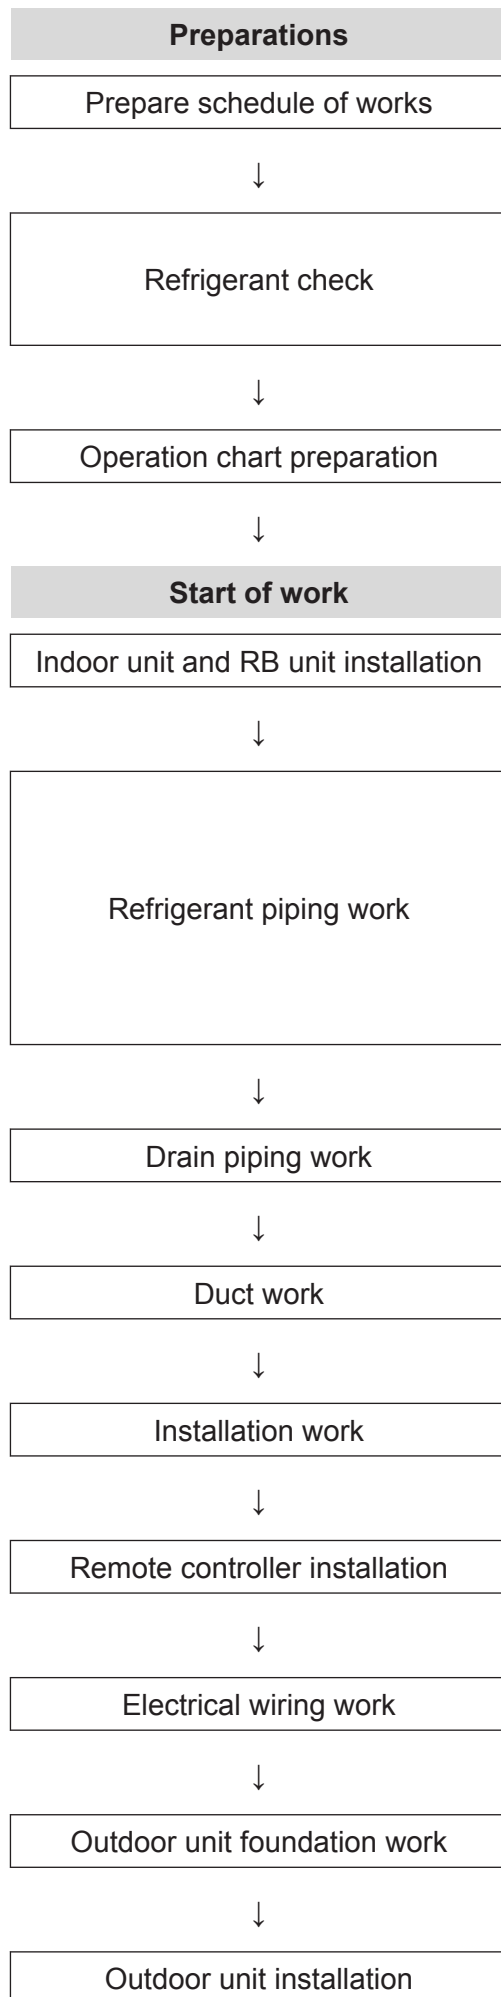 Preparations
Prepare schedule of works
↓
Refrigerant check
↓
Operation chart preparation
↓
Start of work
Indoor unit and RB unit installation
↓
Refrigerant piping work
↓
Drain piping work
↓
Duct work
↓
Installation work
↓
Remote controller installation
↓
Electrical wiring work
↓
Outdoor unit foundation work
↓
Outdoor unit installation